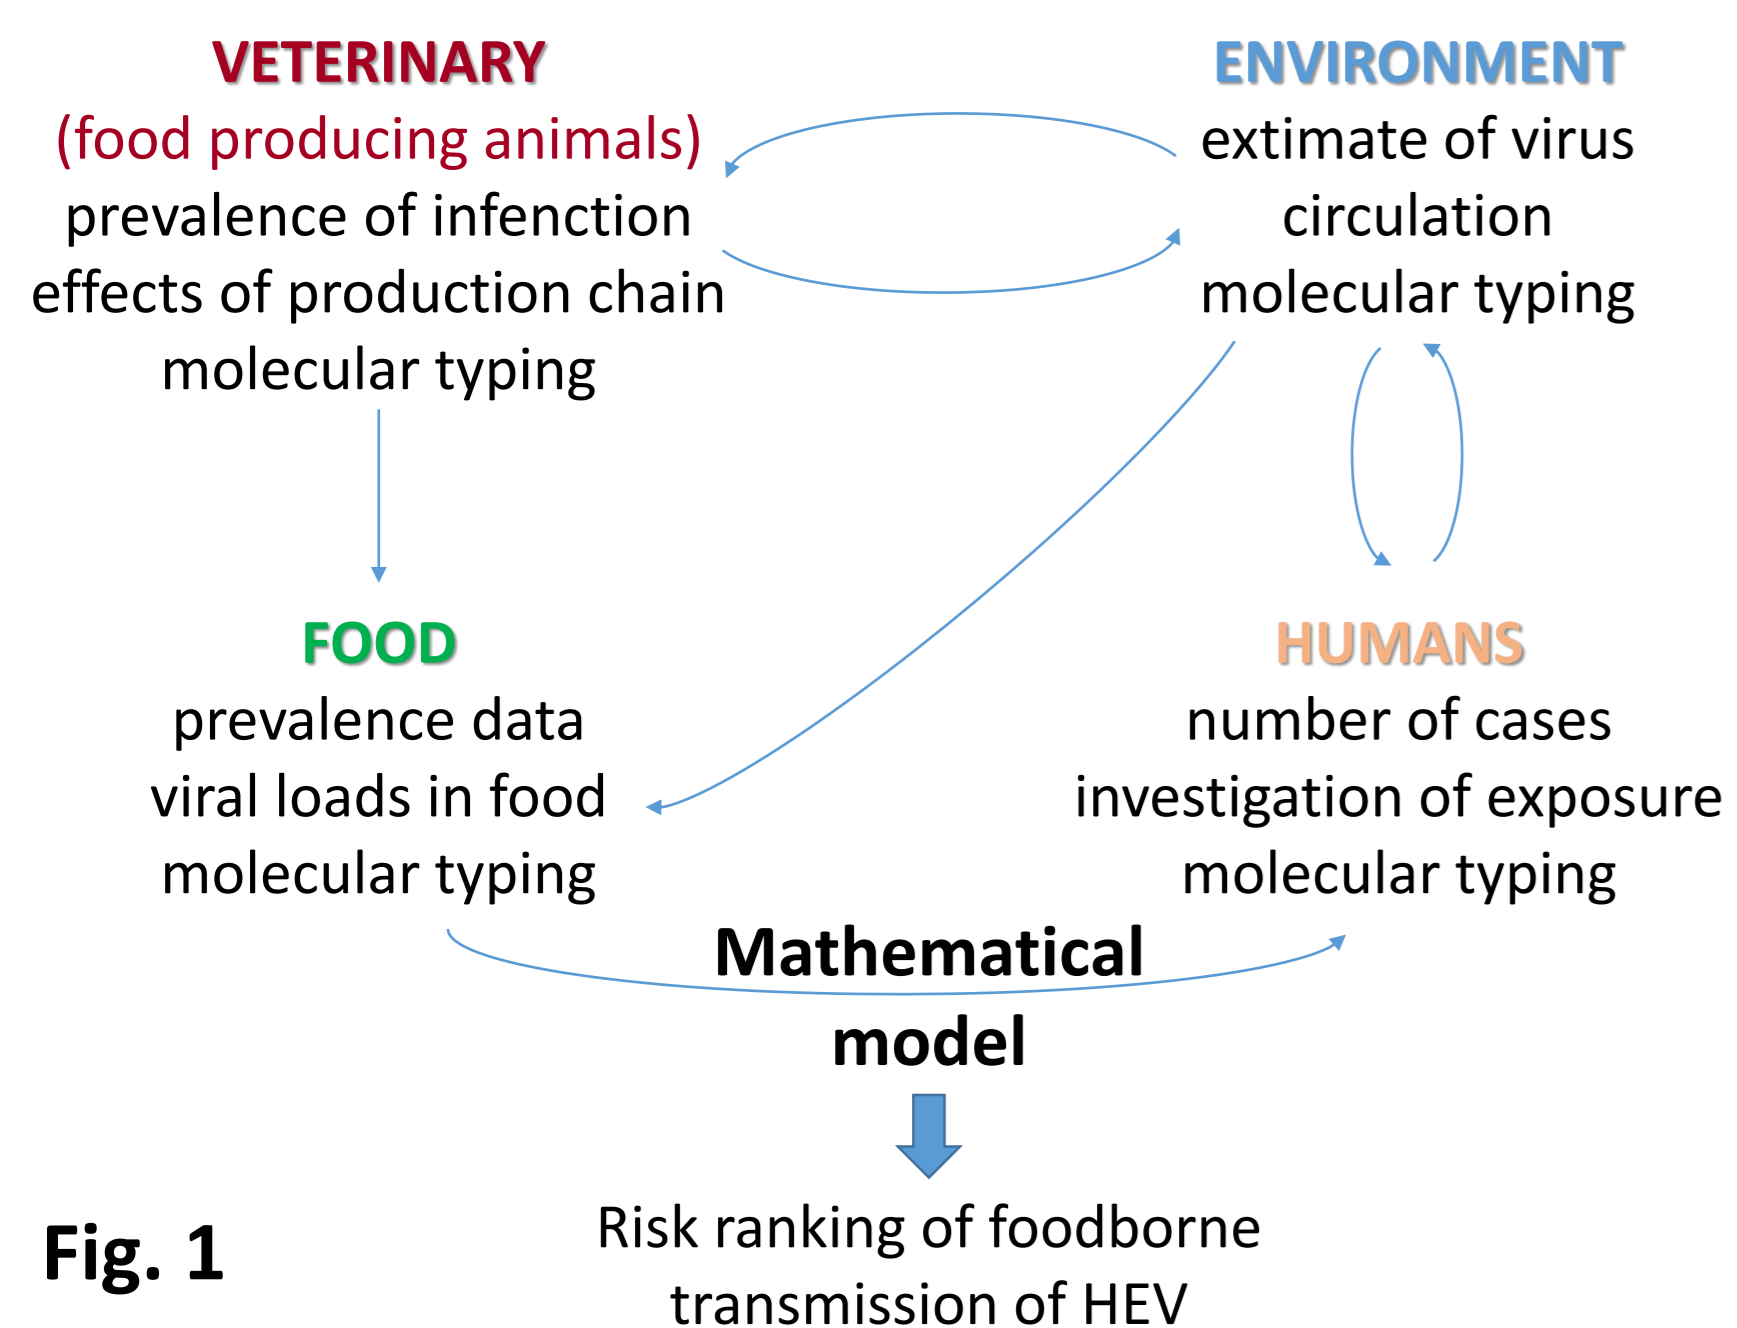 VETERINARY
(food producing animals)
prevalence of infenction
effects of production chain
molecular typing
ENVIRONMENT
extimate of virus
circulation
molecular typing
FOOD
prevalence data
viral loads in food
molecular typing
HUMANS
number of cases
investigation of exposure
molecular typing
Mathematical
model
Risk ranking of foodborne
transmission of HEV
Fig. 1